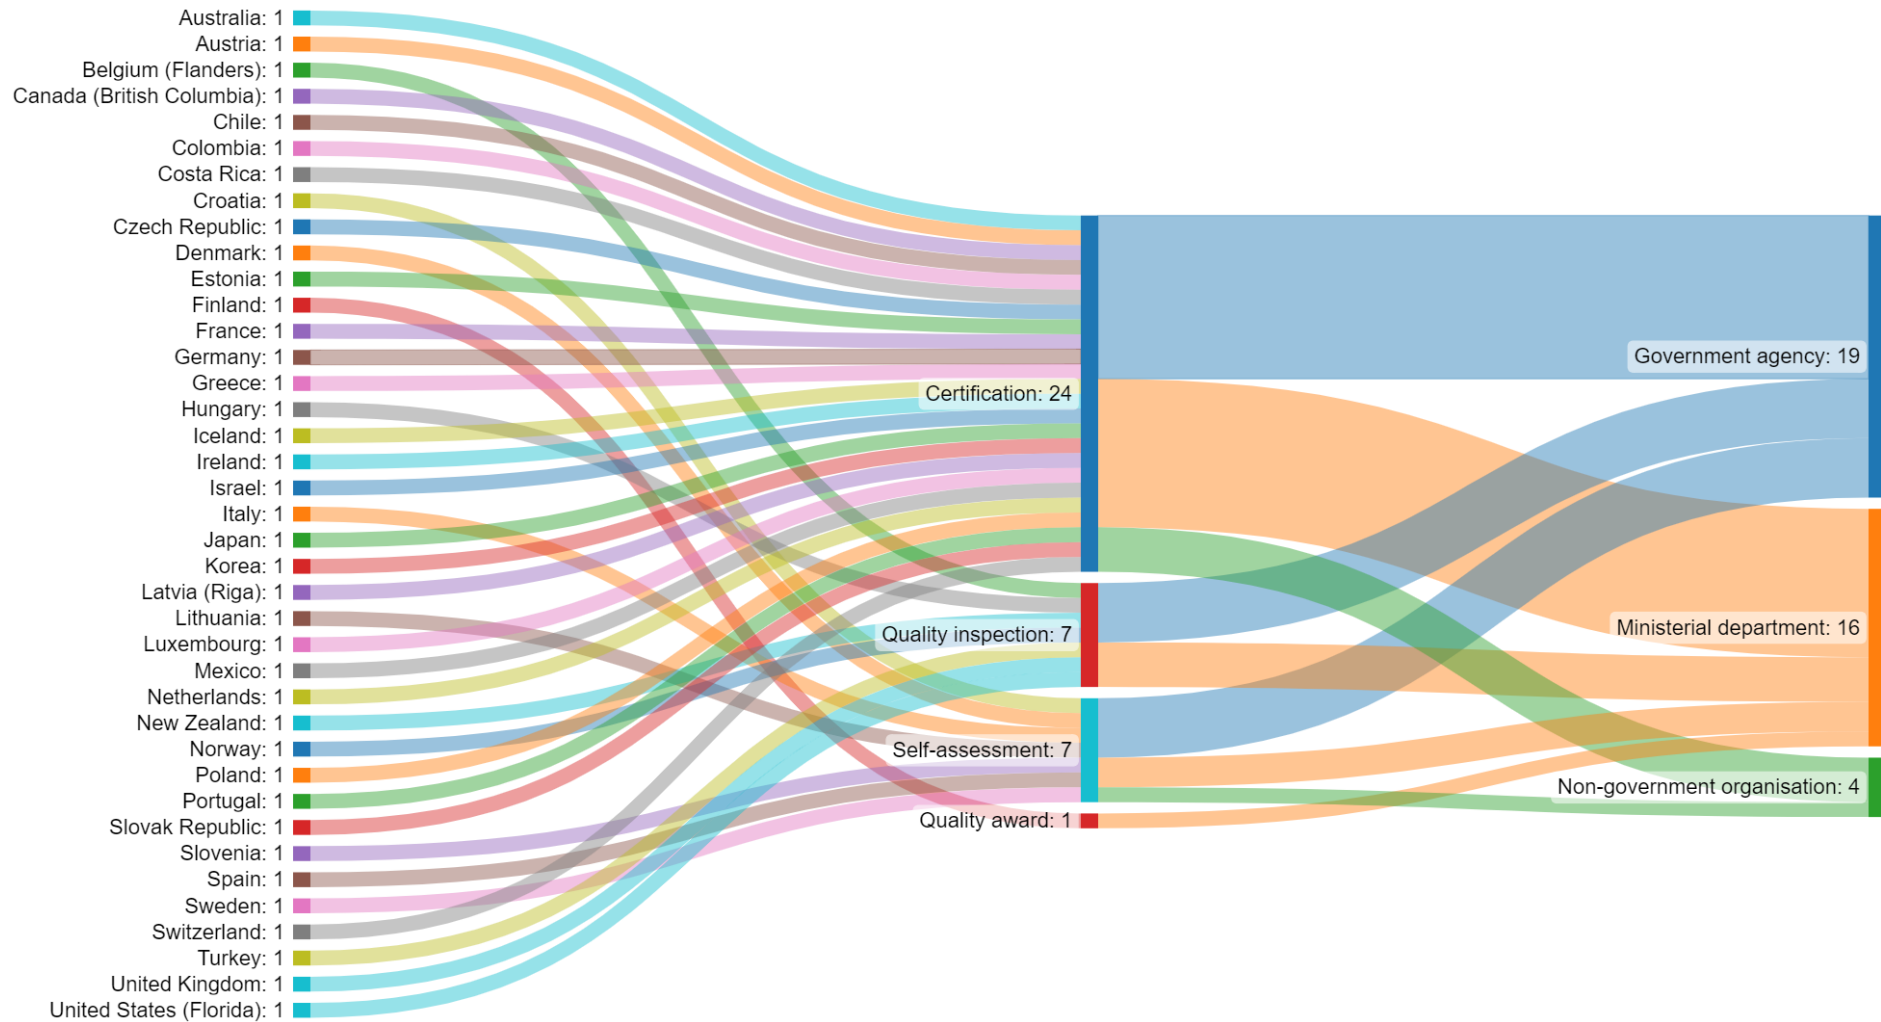 Australia: 1
Austria: 1
Belgium (Flanders): 1
Canada (British Columbia): 1
Chile: 1
Colombia: 1
Costa Rica: 1
Croatia: 1
Czech Republic: 1
Denmark: 1
Estonia: 1
Finland: 1
France: 1
Germany: 1
Greece: 1
Hungary: 1
Iceland: 1
Ireland: 1
Israel: 1
Italy: 1
Japan: 1
Korea: 1
Latvia (Riga): 1
Lithuania: 1
Luxembourg: 1
Mexico: 1
Netherlands: 1
New Zealand: 1
Norway: 1
Poland: 1
Portugal: 1
Slovak Republic: 1
Slovenia: 1
Spain: 1
Sweden: 1
Switzerland: 1
Turkey: 1
United Kingdom: 1
United States (Florida): 1
Certification: 24
Quality inspection: 7
Self-assessment: 7
Quality award: 1
Government agency: 19
Ministerial department: 16
Non-government organisation: 4